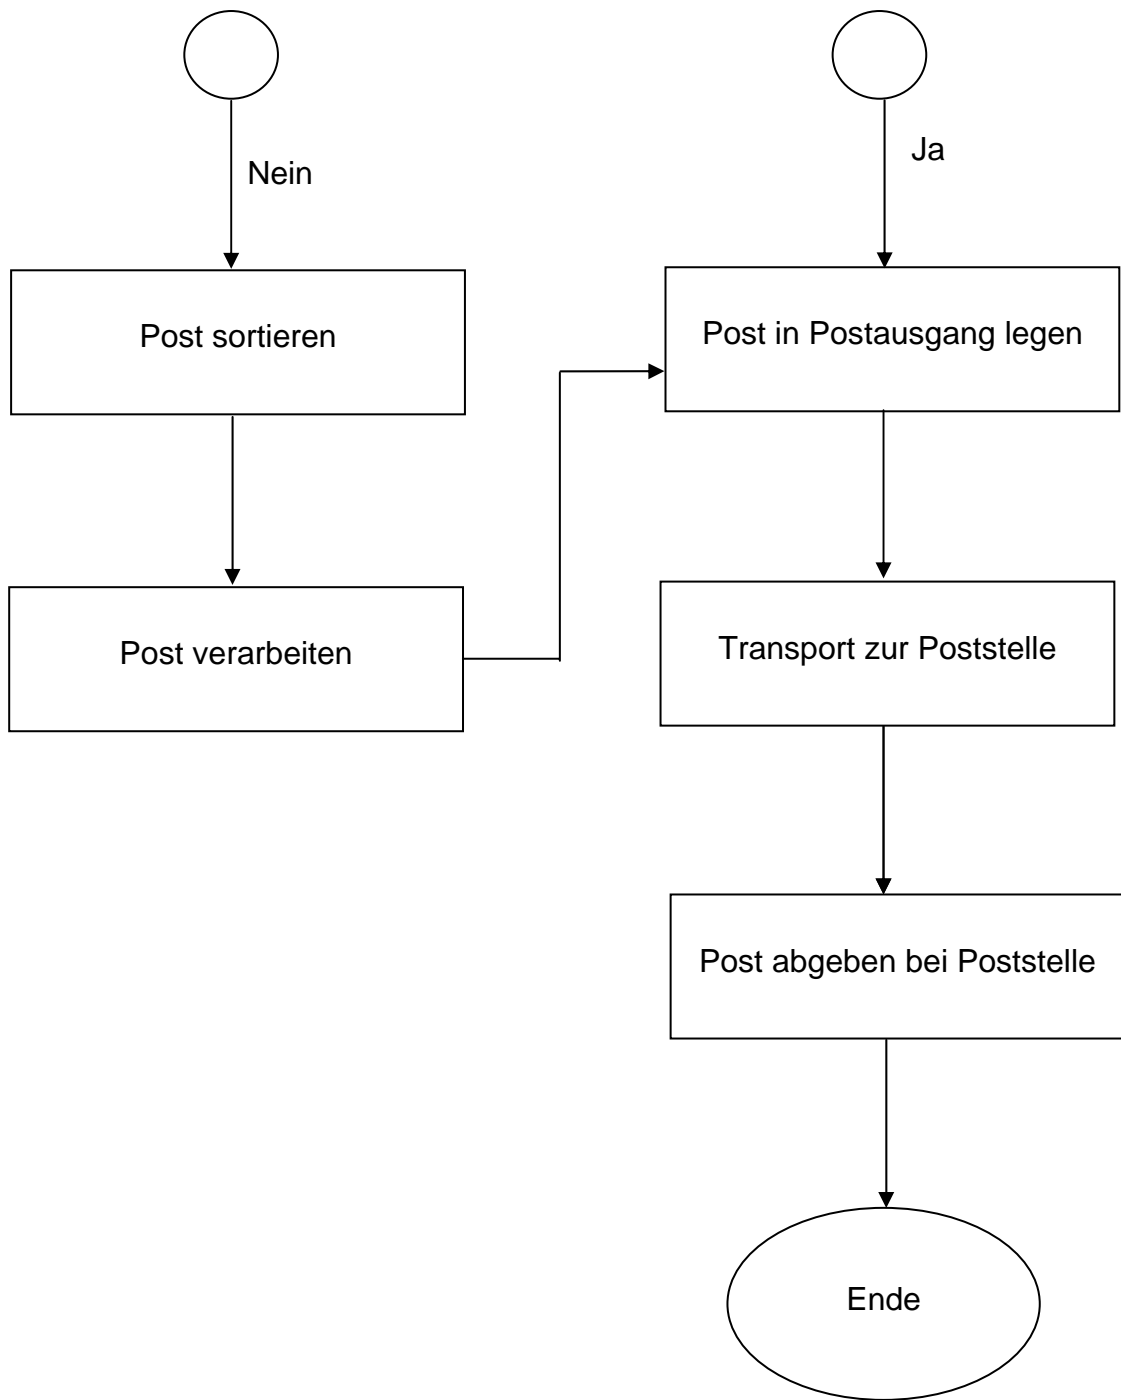 Nein
Ja
Post sortieren
Post in Postausgang legen
Post verarbeiten
Transport zur Poststelle
Post abgeben bei Poststelle
Ende